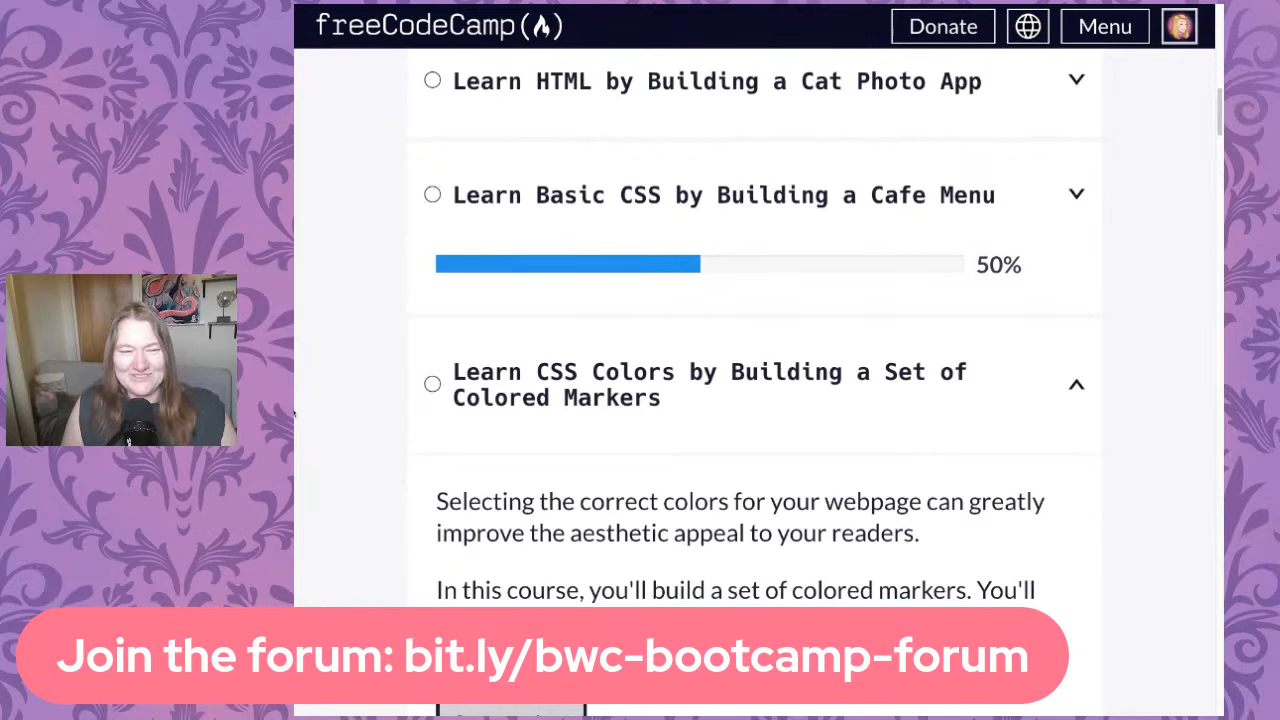 freeCodeCamp
Donate
Menu
Learn HTML by Building a Cat Photo App
Learn Basic CSS by Building a Cafe Menu
50%
Learn CSS Colors by Building a Set of
Colored Markers
Selecting the correct colors for your webpage can greatly
improve the aesthetic appeal to your readers.
In this course, you'll build a set of colored markers. You'll
Join the forum: bit.ly/bwc-bootcamp-forum